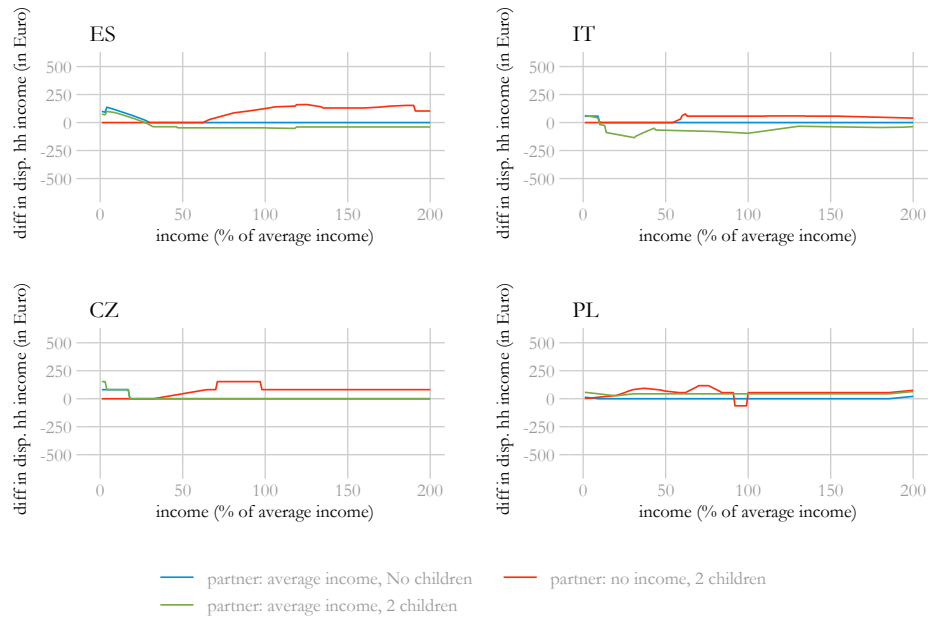 ES
diff in disp. hh income (in Euro)
500
250
0
-250
-500
0 50 100 150 200
income (% of average income)
IT
diff in disp. hh income (in Euro)
500
250
0
-250
-500
0 50 100 150 200
income (% of average income)
CZ
diff in disp. hh income (in Euro)
500
250
0
-250
-500
0 50 100 150 200
income (% of average income)
PL
diff in disp. hh income (in Euro)
500
250
0
-250
-500
0 50 100 150 200
income (% of average income)
partner: average income, No children
partner: no income, 2 children
partner: average income, 2 children